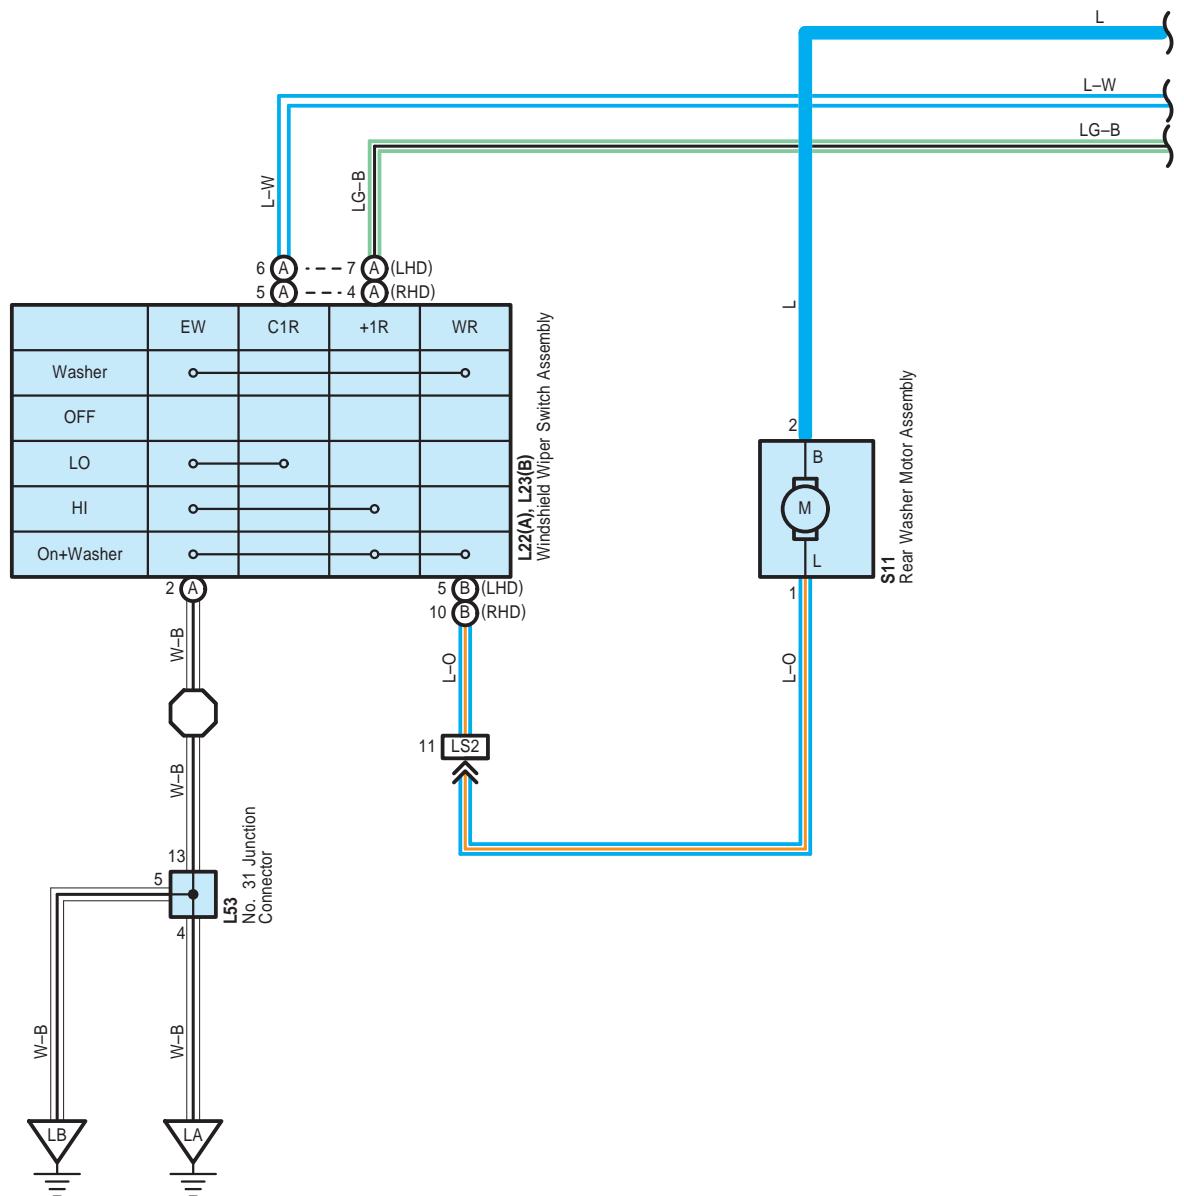 L
L–W
LG–B
L–W
LG–B
6 A 7 A (LHD)
5 A 4 A (RHD)
EW C1R +1R WR
Washer
OFF
LO
HI
On+Washer
L22(A), L23(B)
Windshield Wiper Switch Assembly
L
2
B
M
L
1
S11
Rear Washer Motor Assembly
2 A
5 B (LHD)
10 B (RHD)
W–B
L–O
L–O
11 LS2
W–B
13
5
4
L53
No. 31 Junction
Connector
W–B
W–B
LB
LA